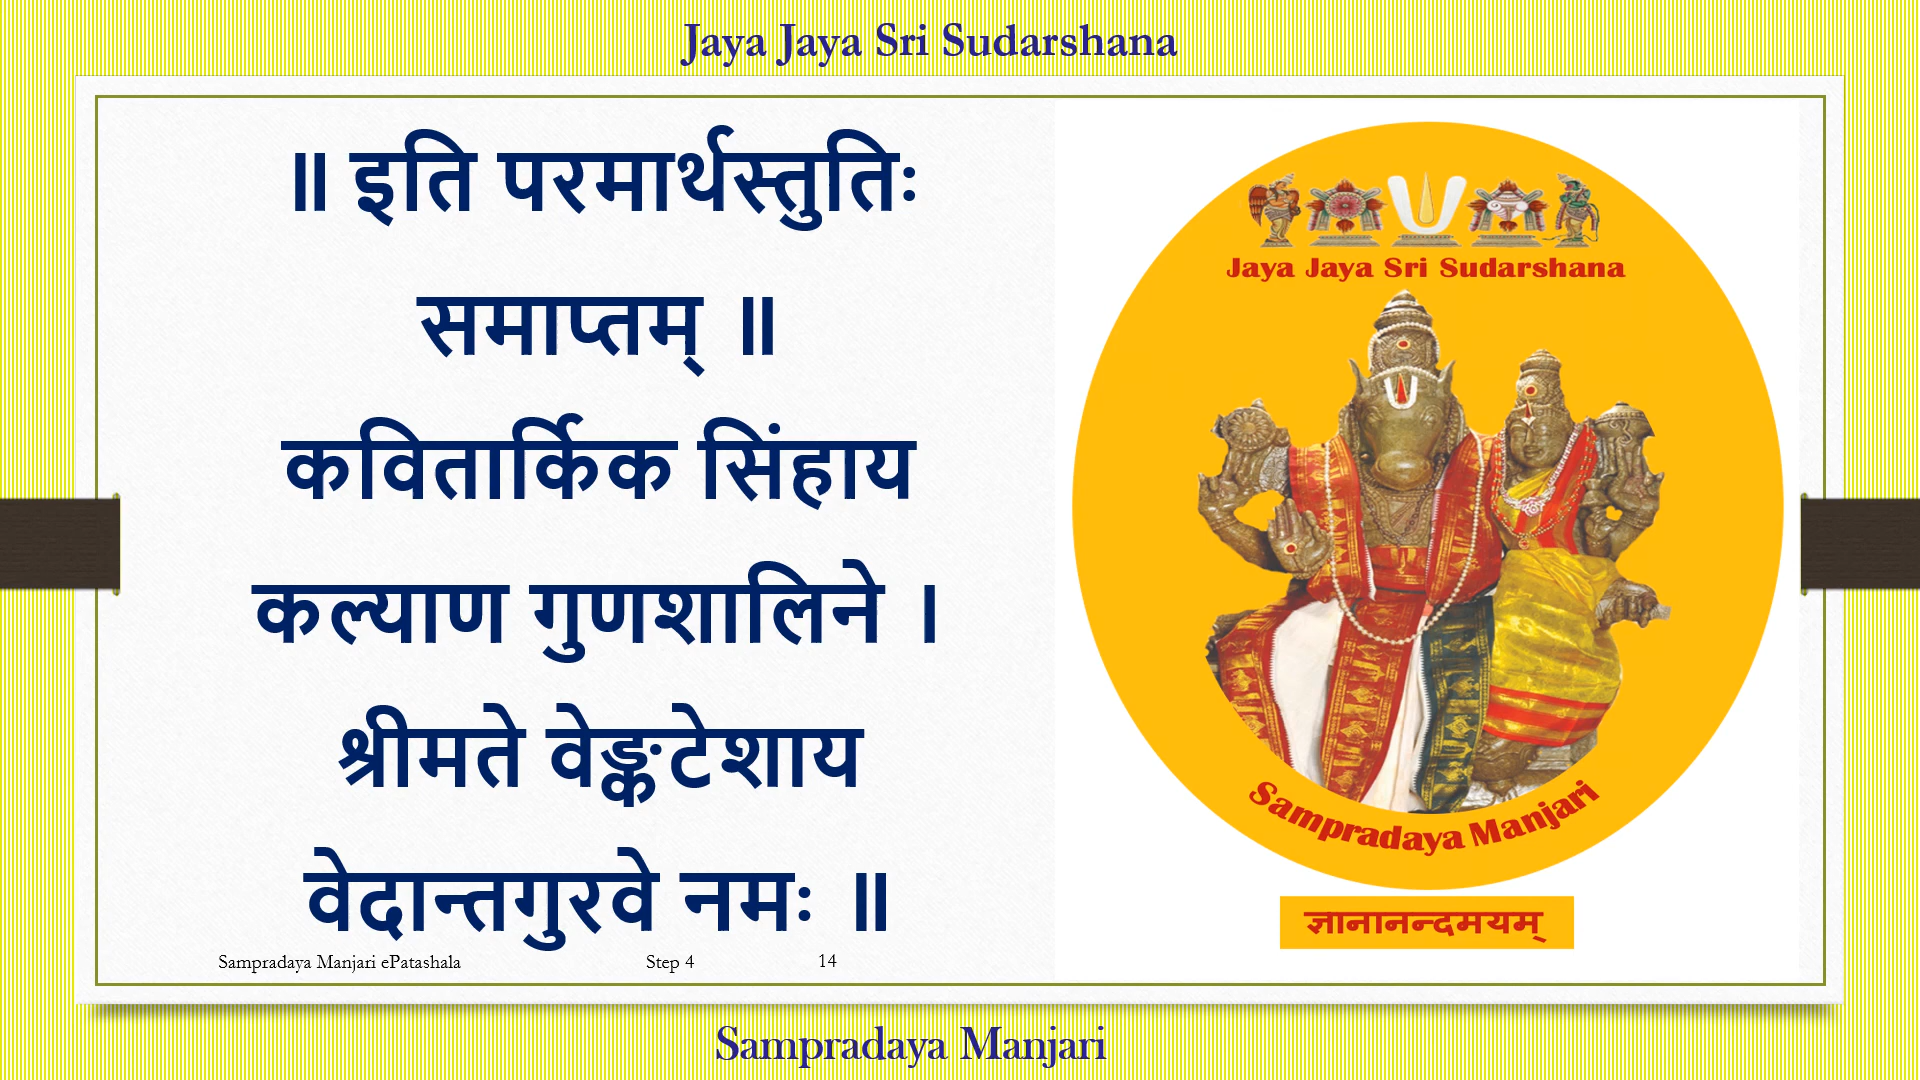 Jaya Jaya Sri Sudarshana
॥ इति परमार्थस्तुतिः
समाप्तम् ॥
कवितार्किक सिंहाय
कल्याण गुणशालिने ।
श्रीमते वेङ्कटेशाय
वेदान्तगुरवे नमः ॥
Sampradaya Manjari ePatashala
Step 4
14
Jaya Jaya Sri Sudarshana
Sampradaya Manjari
ज्ञानानन्दमयम्
Sampradaya Manjari